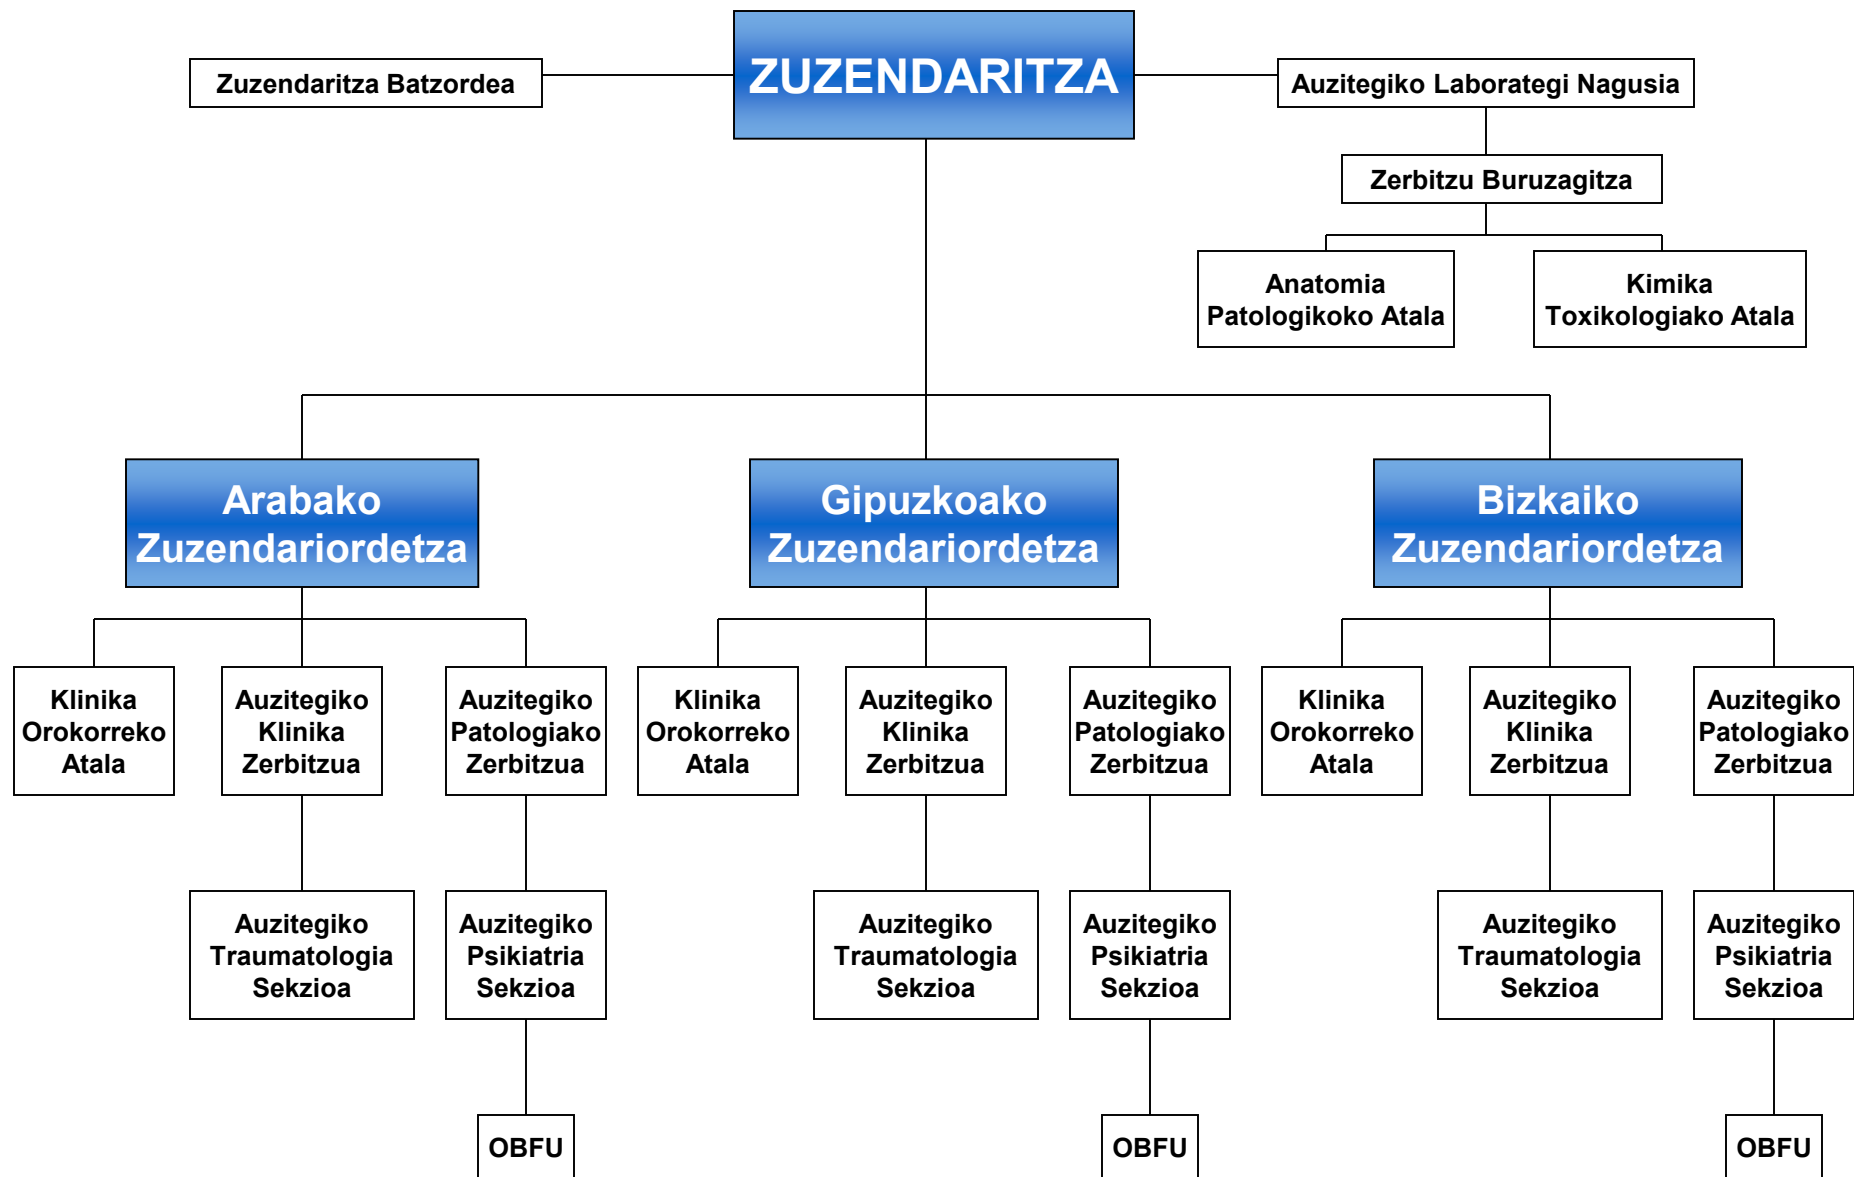 ZUZENDARITZA
Zuzendaritza Batzordea
Auzitegiko Laborategi Nagusia
Zerbitzu Buruzagitza
Anatomia
Patologikoko Atala
Kimika
Toxikologiako Atala
Arabako
Zuzendariordetza
Gipuzkoako
Zuzendariordetza
Bizkaiko
Zuzendariordetza
Klinika
Orokorreko
Atala
Auzitegiko
Klinika
Zerbitzua
Auzitegiko
Patologiako
Zerbitzua
Klinika
Orokorreko
Atala
Auzitegiko
Klinika
Zerbitzua
Auzitegiko
Patologiako
Zerbitzua
Klinika
Orokorreko
Atala
Auzitegiko
Klinika
Zerbitzua
Auzitegiko
Patologiako
Zerbitzua
Auzitegiko
Traumatologia
Sekzioa
Auzitegiko
Psikiatria
Sekzioa
Auzitegiko
Traumatologia
Sekzioa
Auzitegiko
Psikiatria
Sekzioa
Auzitegiko
Traumatologia
Sekzioa
Auzitegiko
Psikiatria
Sekzioa
OBFU
OBFU
OBFU